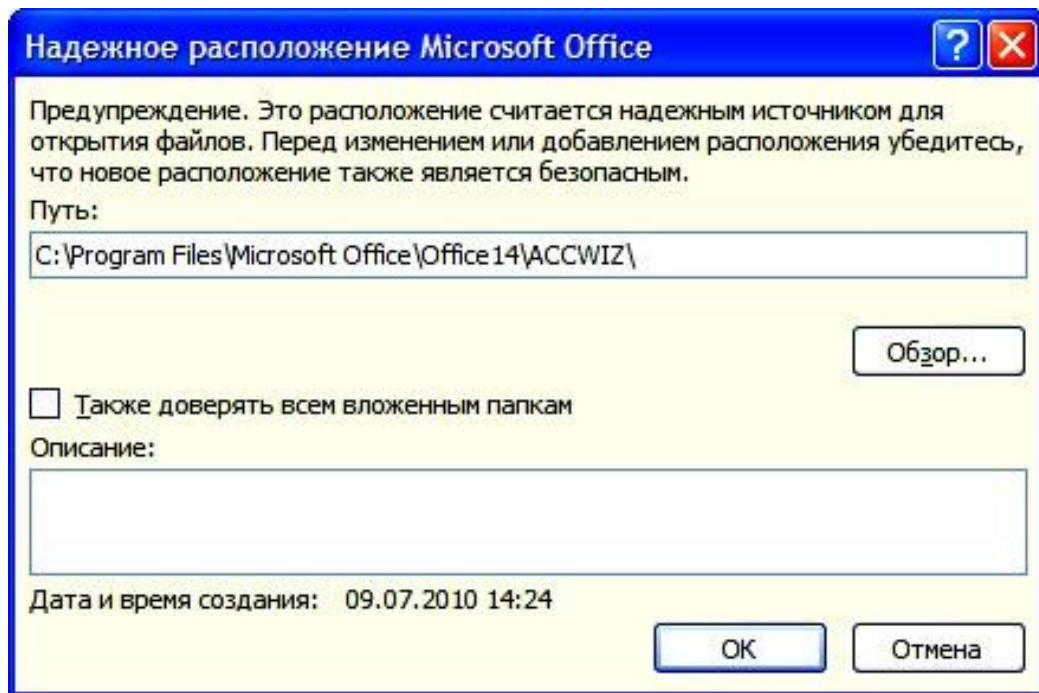 Надежное расположение Microsoft Office
Предупреждение. Это расположение считается надежным источником для
открытия файлов. Перед изменением или добавлением расположения убедитесь,
что новое расположение также является безопасным.
Путь:
C:\Program Files\Microsoft Office\Office14\ACCWIZ\
Обзор...
Также доверять всем вложенным папкам
Описание:
Дата и время создания: 09.07.2010 14:24
ОК
Отмена